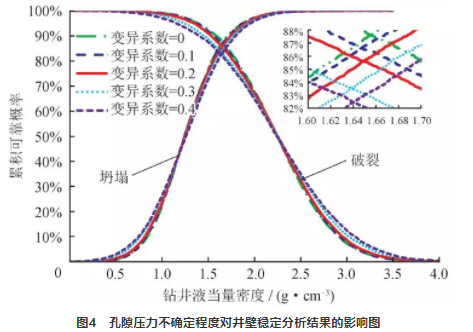 100%
90%
80%
70%
60%
50%
40%
30%
20%
10%
0
0.5
1.0
1.5
2.0
2.5
3.0
3.5
4.0
累积可靠概率
变异系数=0
变异系数=0.1
变异系数=0.2
变异系数=0.3
变异系数=0.4
88%
87%
86%
85%
84%
83%
82%
1.60 1.62 1.64 1.66 1.68 1.70
坍塌
破裂
钻井液当量密度 / (g·cm⁻³)
图4 孔隙压力不确定程度对井壁稳定分析结果的影响图